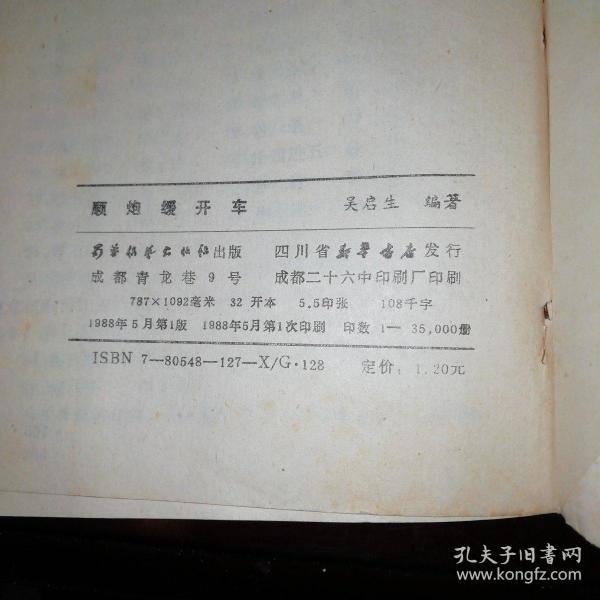 顺炮缓开车 吴启生 编著
蜀蓉棋艺出版社出版 四川省新华书店发行
成都青龙巷9号 成都二十六中印刷厂印刷
787×1092毫米 32开本 5.5印张 108千字
1988年5月第1版 1988年5月第1次印刷 印数1—35,000册
ISBN 7—80548—127—X/G·128 定价：1.20元
孔夫子旧书网
www.kongfz.com